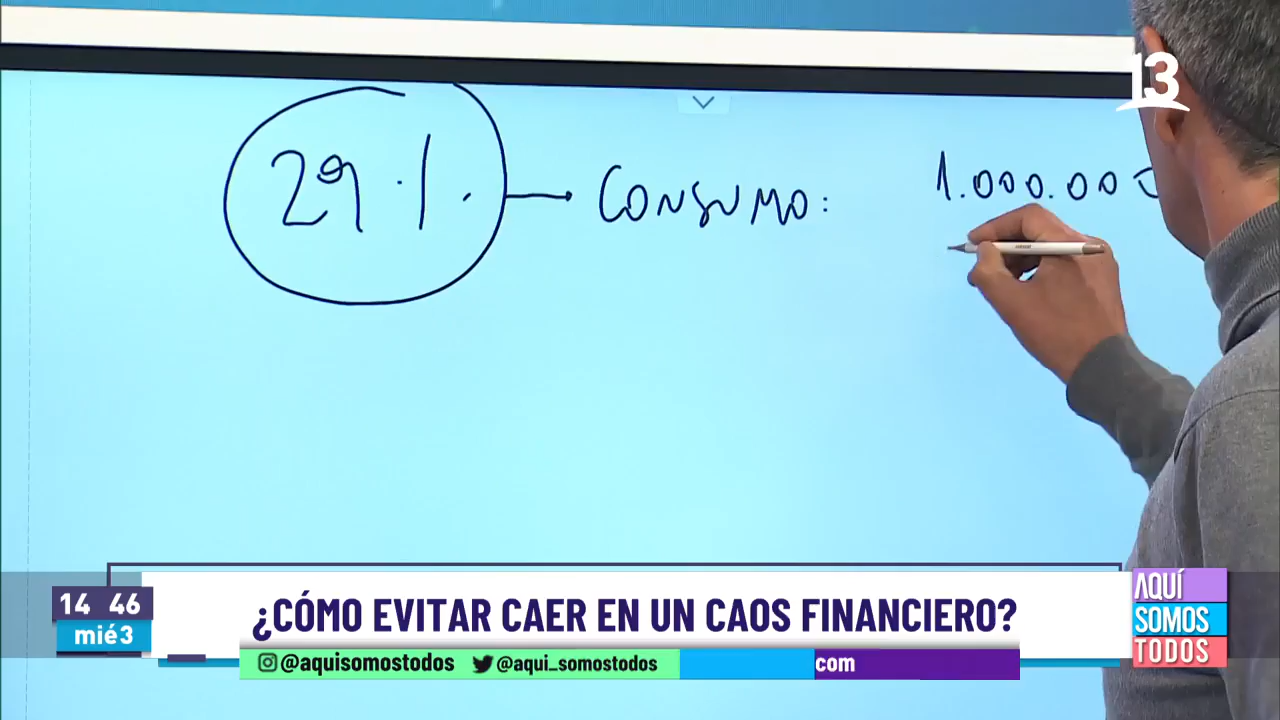 13
29 %. CONSUMO: 1.000.000
14 46
mié3
¿CÓMO EVITAR CAER EN UN CAOS FINANCIERO?
@aquisomostodos @aqui_somostodos com
AQUÍ
SOMOS
TODOS